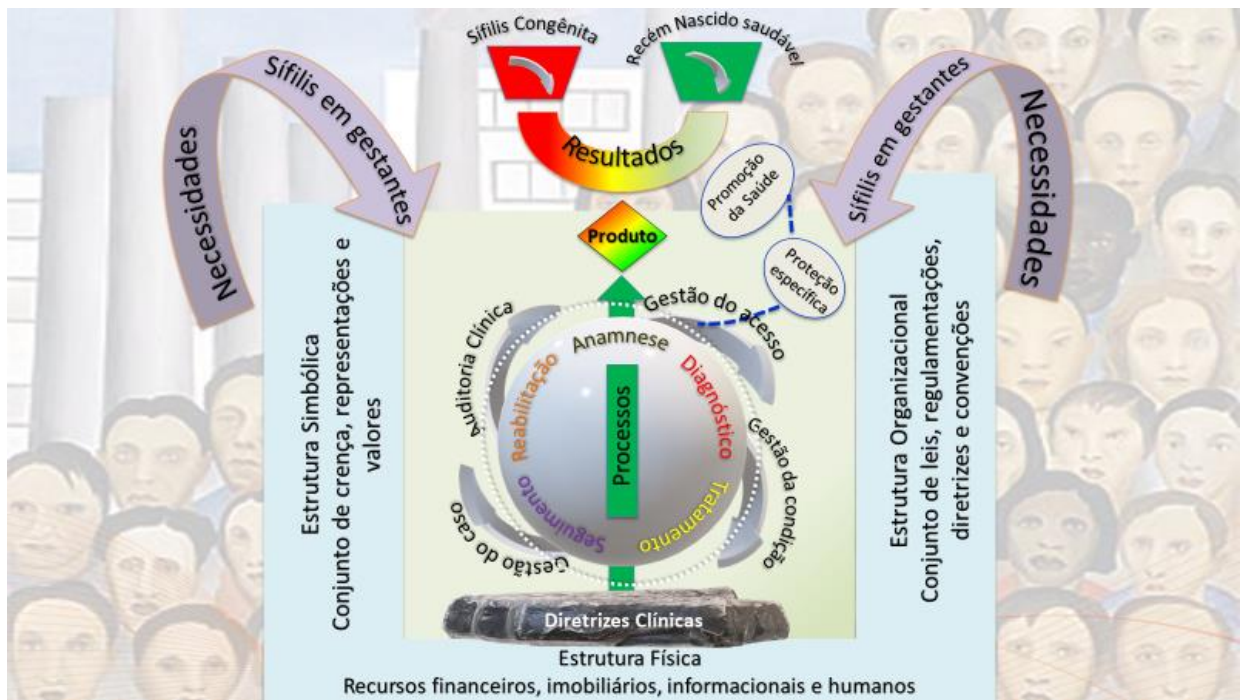 Sífilis Congênita
Recém Nascido saudável
Resultados
Necessidades
Sífilis em gestantes
Sífilis em gestantes
Necessidades
Promoção
da Saúde
Proteção
específica
Produto
Gestão do acesso
Auditoria Clínica
Anamnese
Reabilitação
Diagnóstico
Processos
Gestão da condição
Tratamento
Seguimento
Gestão do caso
Estrutura Simbólica
Conjunto de crença, representações e
valores
Estrutura Organizacional
Conjunto de leis, regulamentações,
diretrizes e convenções
Diretrizes Clínicas
Estrutura Física
Recursos financeiros, imobiliários, informacionais e humanos